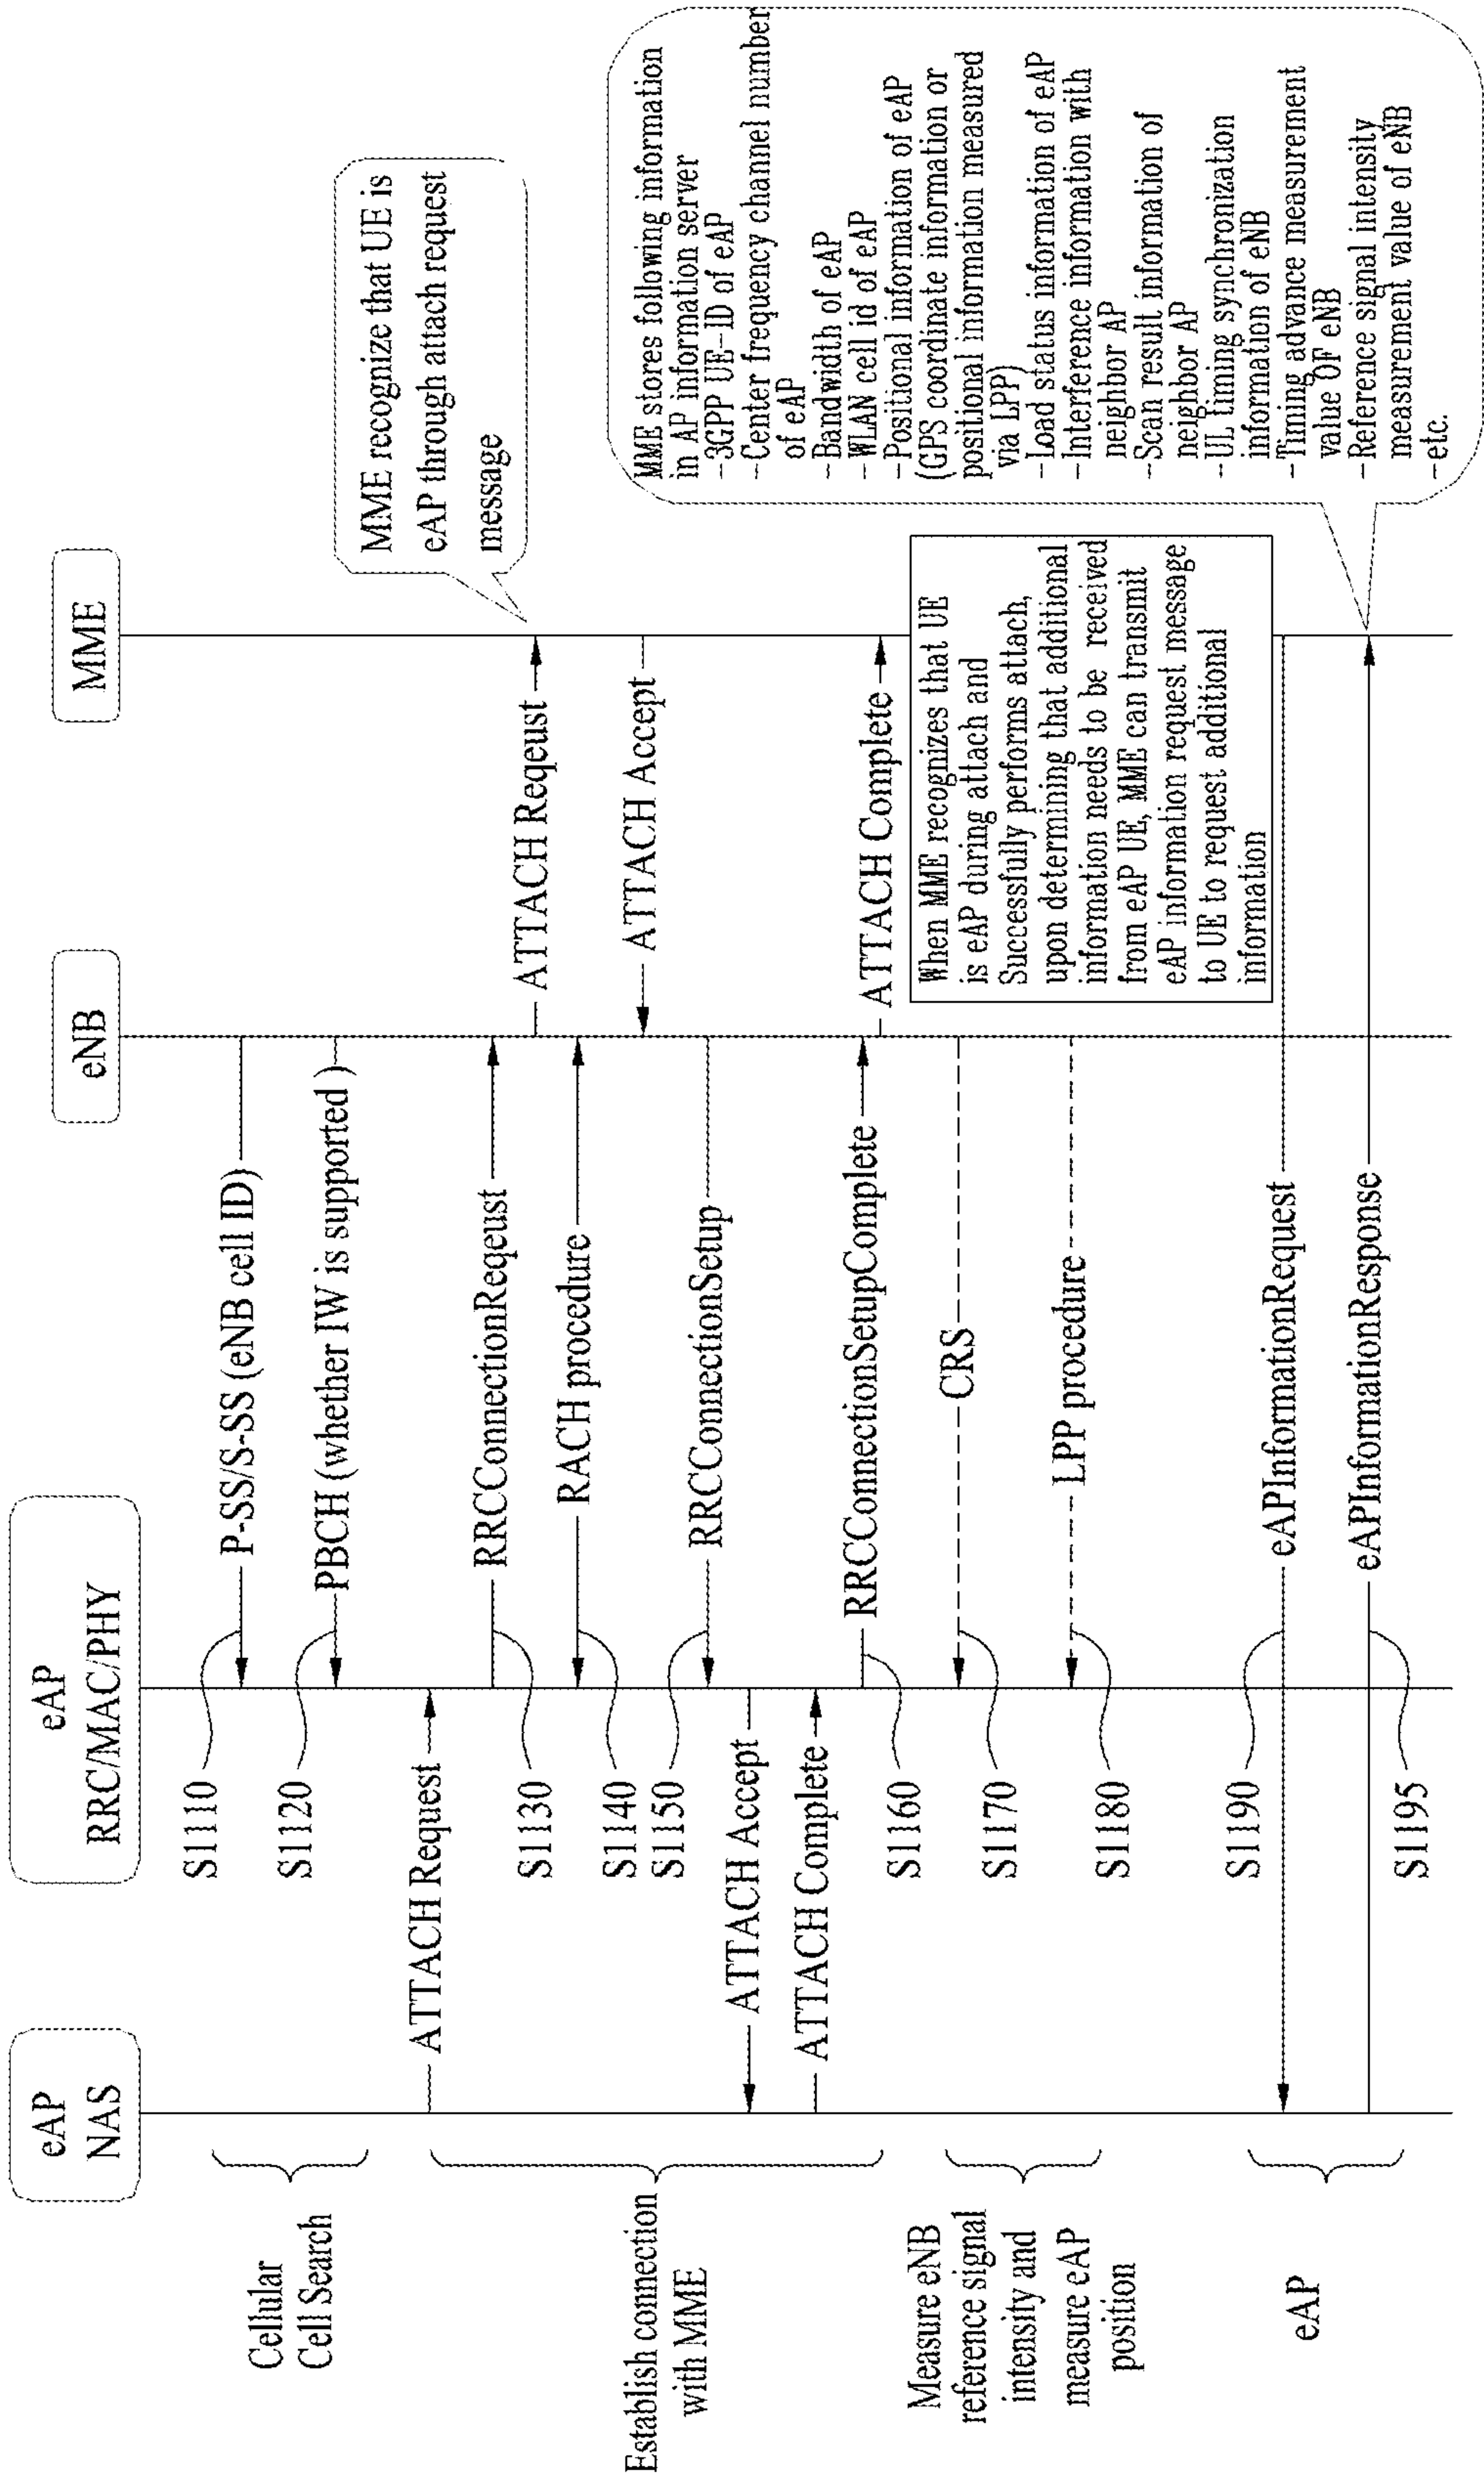 eAP
NAS
eAP
RRC/MAC/PHY
eNB
MME
Cellular
Cell Search
S1110
P-SS/S-SS (eNB cell ID)
S1120
PBCH (whether IW is supported )
MME recognize that UE is
eAP through attach request
message
Establish connection
with MME
ATTACH Request
S1130
RRCConnectionReqeust
ATTACH Reqeust
S1140
RACH procedure
ATTACH Accept
S1150
RRCConnectionSetup
ATTACH Accept
ATTACH Complete
S1160
RRCConnectionSetupComplete
ATTACH Complete
Measure eNB
reference signal
intensity and
measure eAP
position
S1170
CRS
S1180
LPP procedure
When MME recognizes that UE
is eAP during attach and
Successfully performs attach,
upon determining that additional
information needs to be received
from eAP UE, MME can transmit
eAP information request message
to UE to request additional
information
eAP
S1190
eAPInformationRequest
S1195
eAPInformationResponse
MME stores following information
in AP information server
-3GPP UE-ID of eAP
-Center frequency channel number
of eAP
-Bandwidth of eAP
-WLAN cell id of eAP
-Positional information of eAP
(GPS coordinate information or
positional information measured
via LPP)
-Load status information of eAP
-Interference information with
neighbor AP
-Scan result information of
neighbor AP
-UL timing synchronization
information of eNB
-Timing advance measurement
value OF eNB
-Reference signal intensity
measurement value of eNB
-etc.